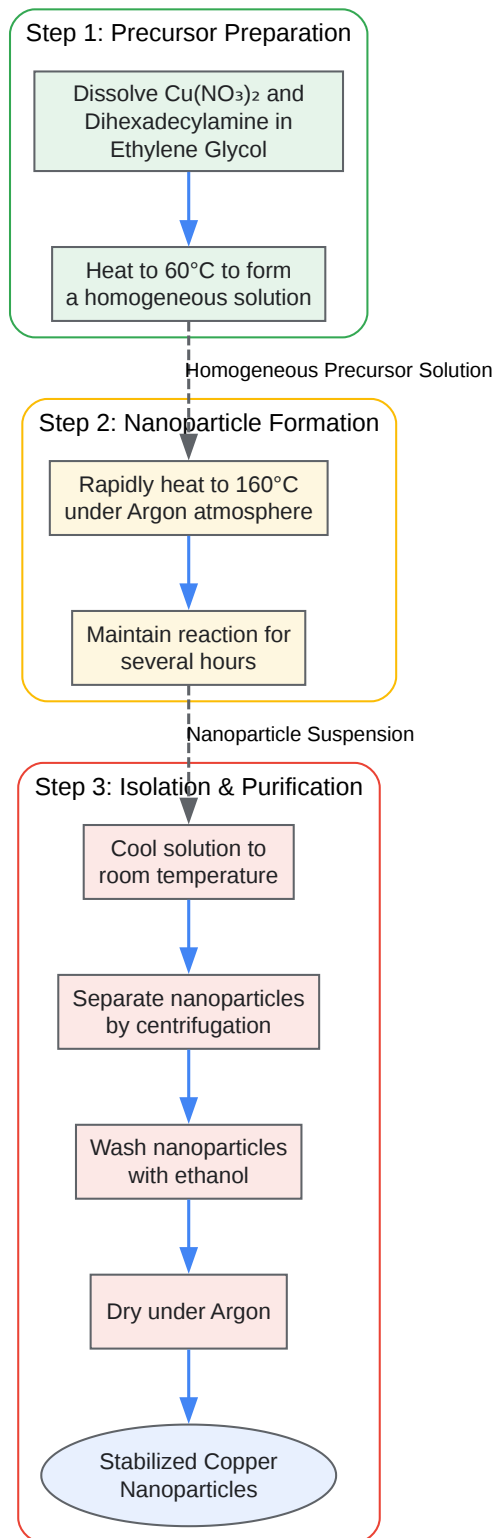 Step 1: Precursor Preparation
Dissolve Cu(NO₃)₂ and
Dihexadecylamine in
Ethylene Glycol
Heat to 60°C to form
a homogeneous solution
Homogeneous Precursor Solution
Step 2: Nanoparticle Formation
Rapidly heat to 160°C
under Argon atmosphere
Maintain reaction for
several hours
Nanoparticle Suspension
Step 3: Isolation & Purification
Cool solution to
room temperature
Separate nanoparticles
by centrifugation
Wash nanoparticles
with ethanol
Dry under Argon
Stabilized Copper
Nanoparticles